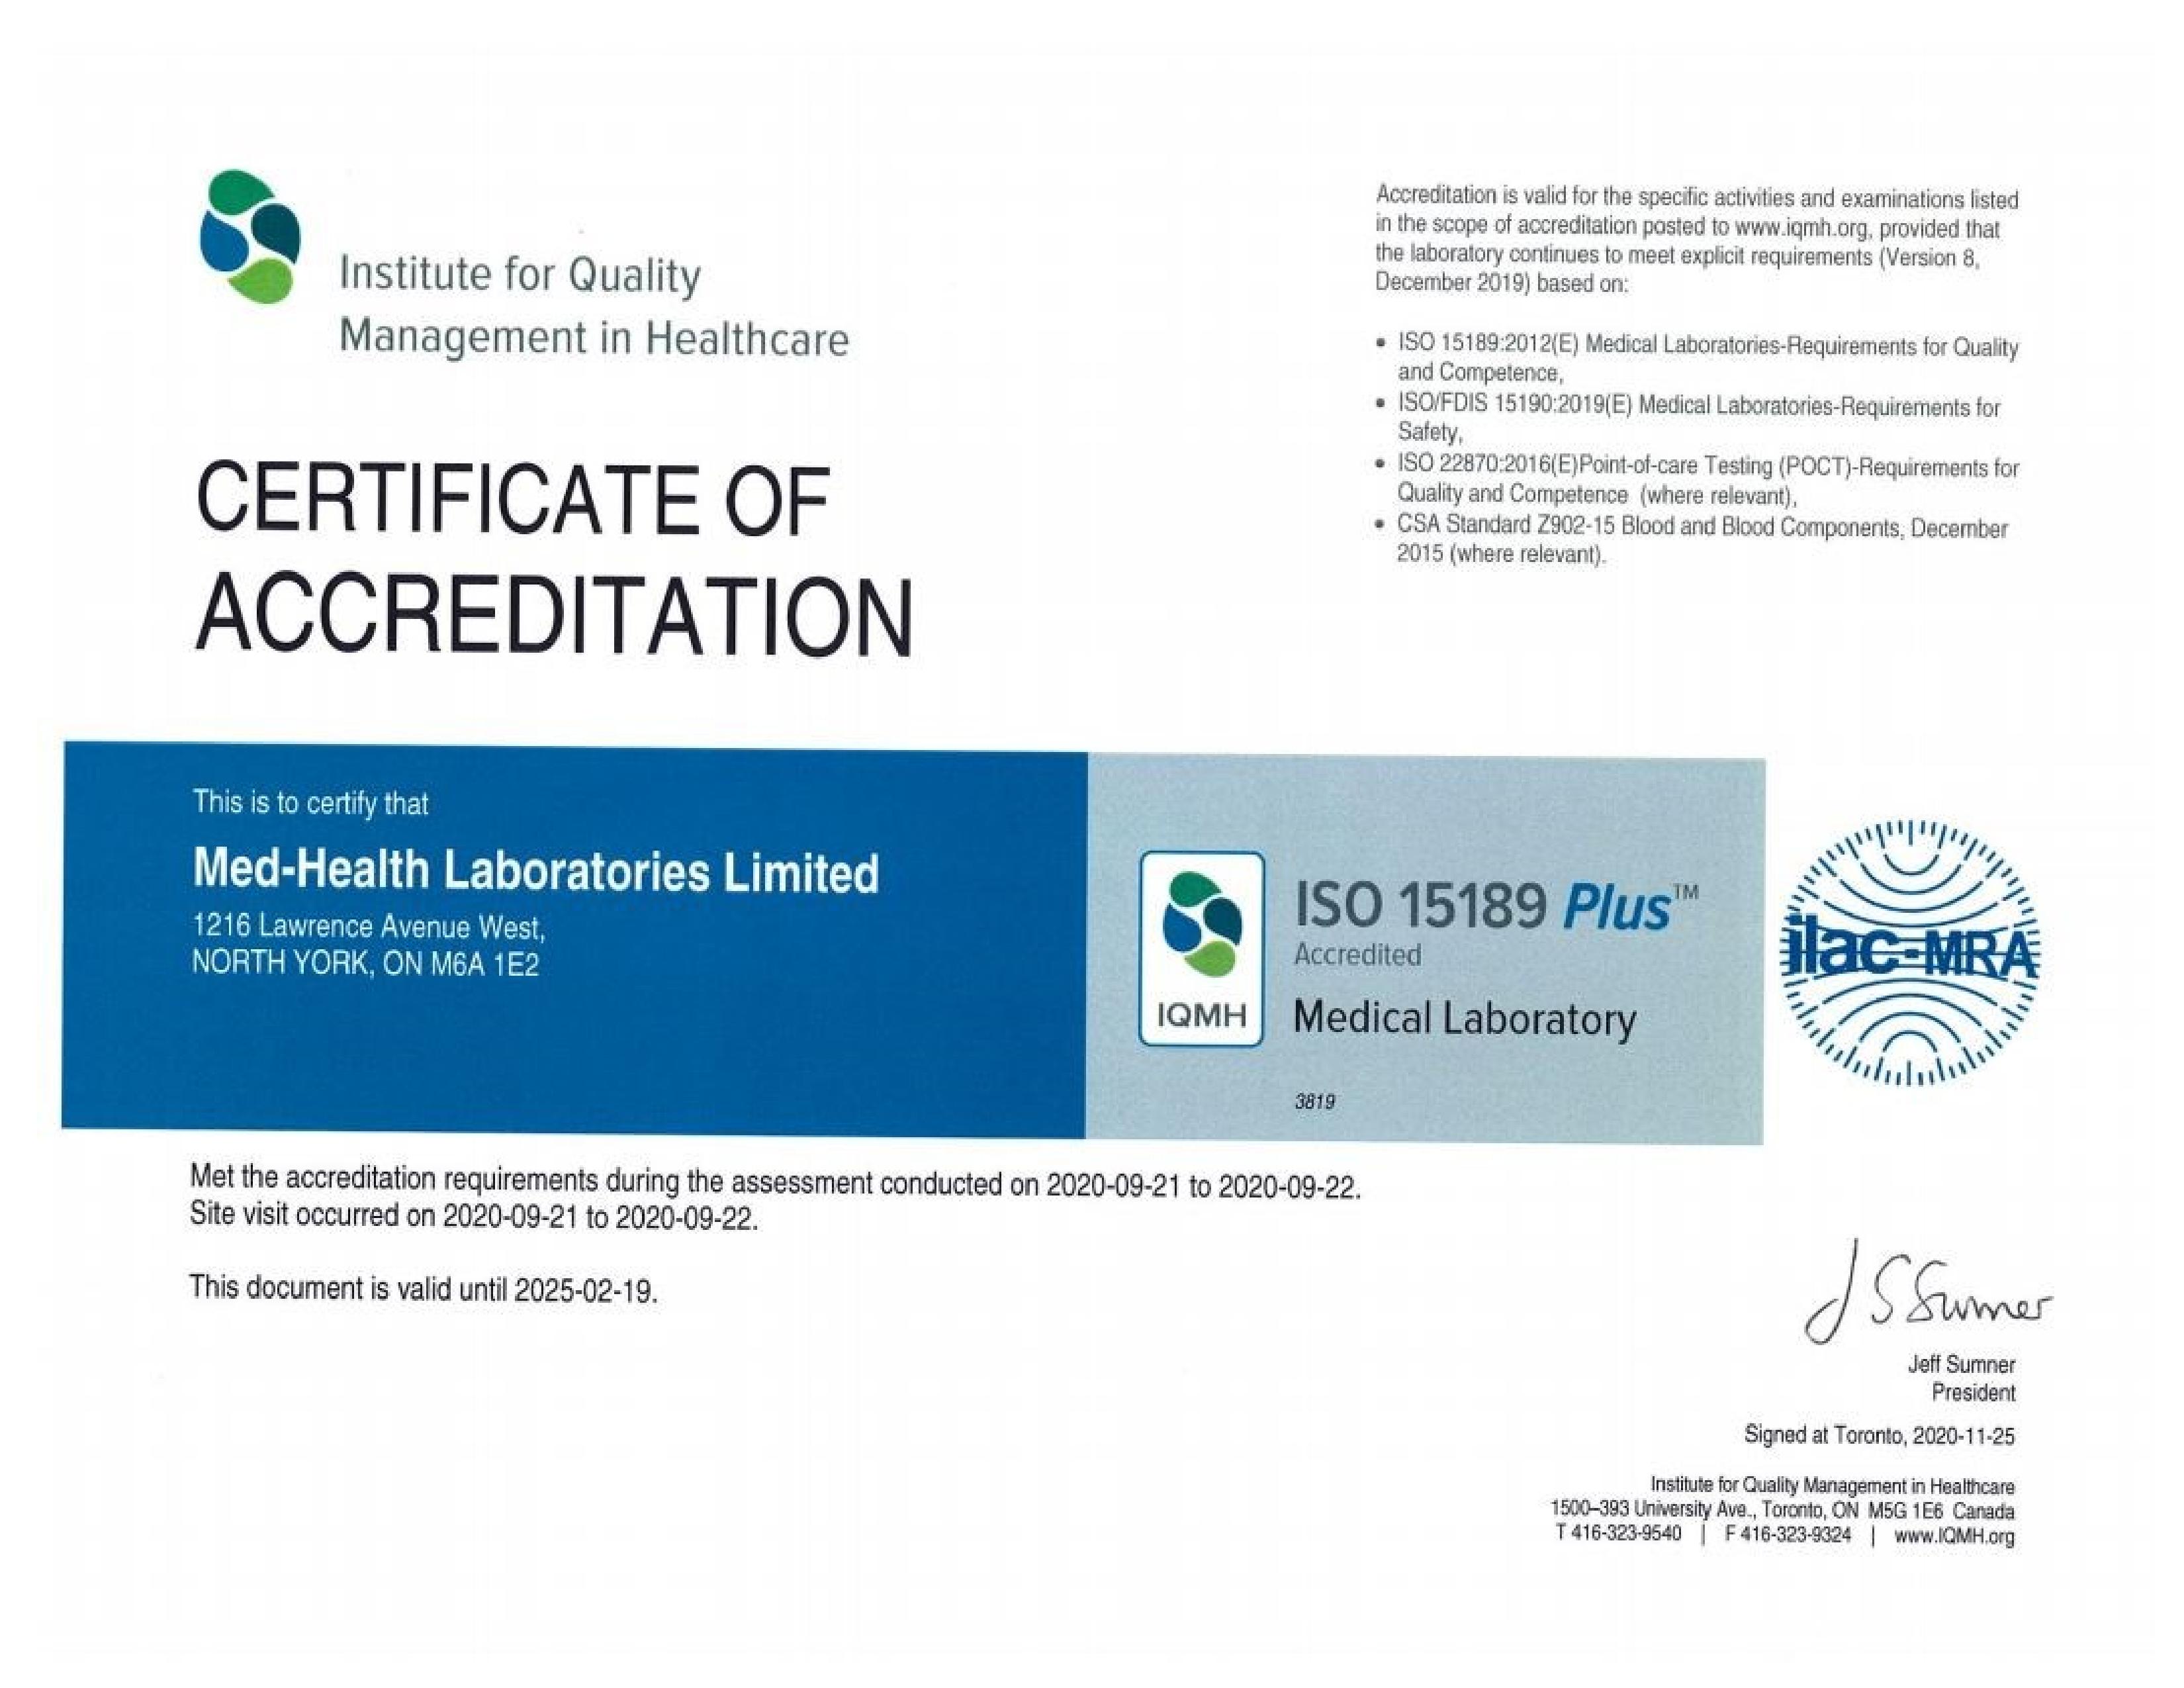 Institute for Quality
Management in Healthcare
CERTIFICATE OF
ACCREDITATION
Accreditation is valid for the specific activities and examinations listed
in the scope of accreditation posted to www.iqmh.org, provided that
the laboratory continues to meet explicit requirements (Version 8,
December 2019) based on:
• ISO 15189:2012(E) Medical Laboratories-Requirements for Quality
and Competence,
• ISO/FDIS 15190:2019(E) Medical Laboratories-Requirements for
Safety,
• ISO 22870:2016(E)Point-of-care Testing (POCT)-Requirements for
Quality and Competence (where relevant),
• CSA Standard Z902-15 Blood and Blood Components, December
2015 (where relevant).
This is to certify that
Med-Health Laboratories Limited
1216 Lawrence Avenue West,
NORTH YORK, ON M6A 1E2
IQMH
ISO 15189 Plus™
Accredited
Medical Laboratory
3819
ilac-MRA
Met the accreditation requirements during the assessment conducted on 2020-09-21 to 2020-09-22.
Site visit occurred on 2020-09-21 to 2020-09-22.
This document is valid until 2025-02-19.
J S Sumner
Jeff Sumner
President
Signed at Toronto, 2020-11-25
Institute for Quality Management in Healthcare
1500–393 University Ave., Toronto, ON M5G 1E6 Canada
T 416-323-9540 | F 416-323-9324 | www.IQMH.org